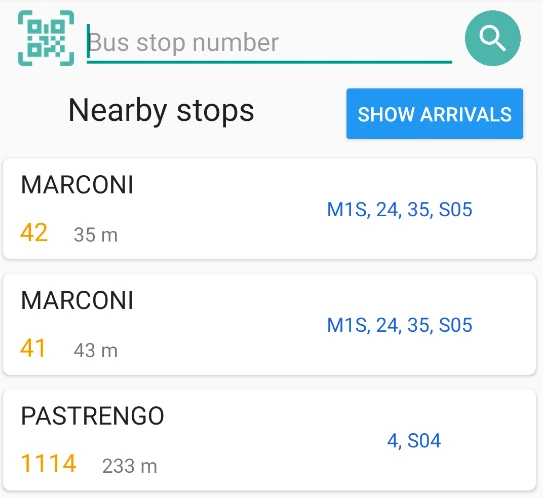 Bus stop number
Nearby stops
SHOW ARRIVALS
MARCONI
M1S, 24, 35, S05
42 35 m
MARCONI
M1S, 24, 35, S05
41 43 m
PASTRENGO
4, S04
1114 233 m